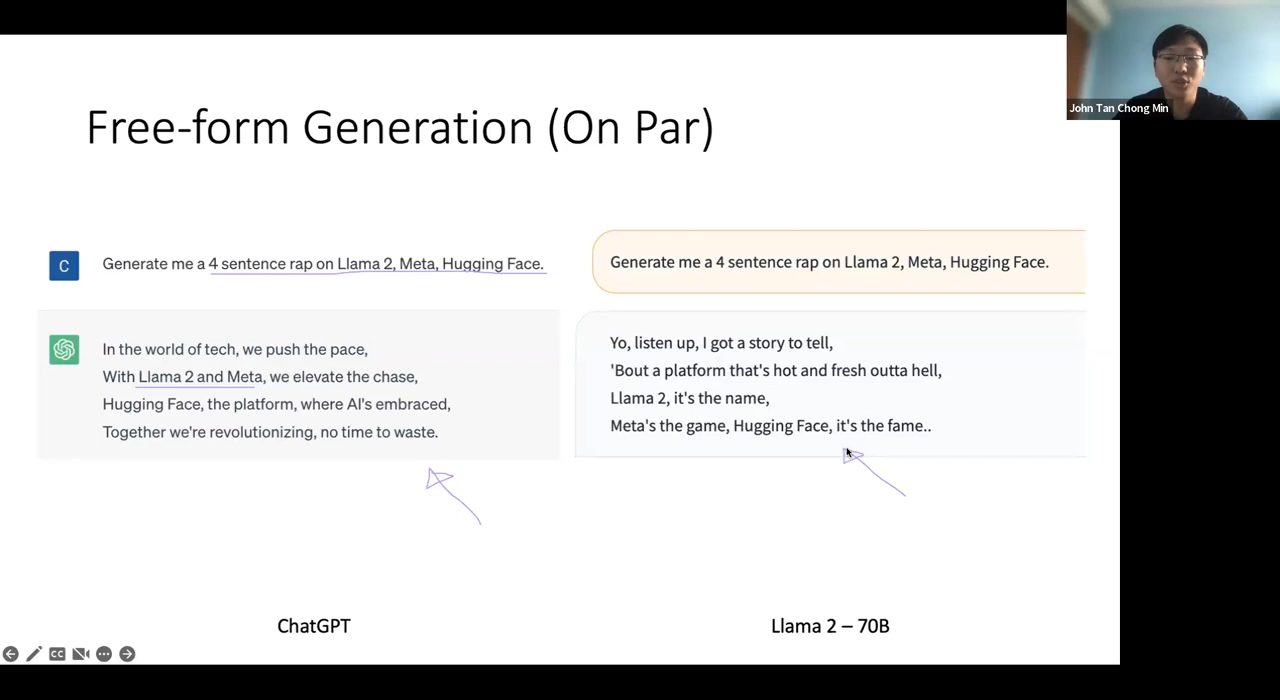 John Tan Chong Min
Free-form Generation (On Par)
C
Generate me a 4 sentence rap on Llama 2, Meta, Hugging Face.
In the world of tech, we push the pace,
With Llama 2 and Meta, we elevate the chase,
Hugging Face, the platform, where AI's embraced,
Together we're revolutionizing, no time to waste.
ChatGPT
Generate me a 4 sentence rap on Llama 2, Meta, Hugging Face.
Yo, listen up, I got a story to tell,
'Bout a platform that's hot and fresh outta hell,
Llama 2, it's the name,
Meta's the game, Hugging Face, it's the fame..
Llama 2 – 70B
CC